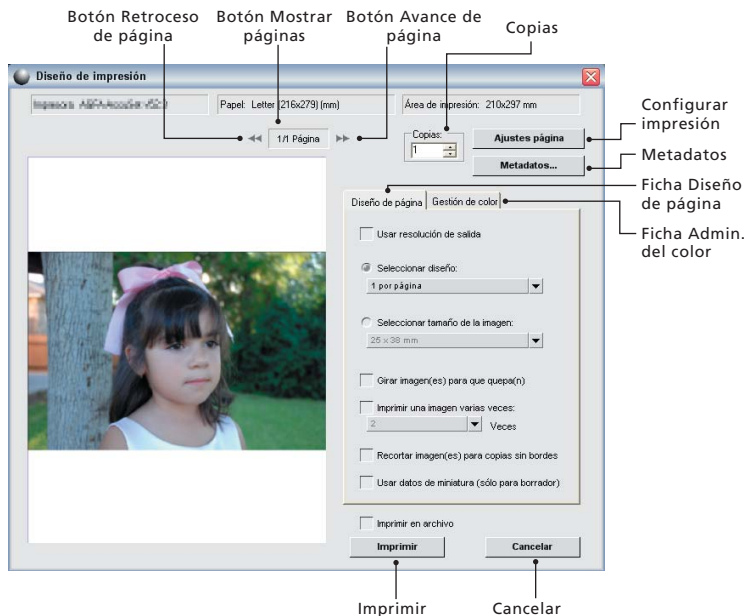 Botón Retroceso
de página
Botón Mostrar
páginas
Botón Avance de
página
Copias
Diseño de impresión
Papel: Letter (216x279) (mm)
Área de impresión: 210x297 mm
1/1 Página
Copias:
1
Ajustes página
Metadatos...
Configurar
impresión
Metadatos
Ficha Diseño
de página
Ficha Admin.
del color
Diseño de página
Gestión de color
Usar resolución de salida
Seleccionar diseño:
1 por página
Seleccionar tamaño de la imagen:
25 x 38 mm
Girar imagen(es) para que quepa(n)
Imprimir una imagen varias veces:
2
Veces
Recortar imagen(es) para copias sin bordes
Usar datos de miniatura (sólo para borrador)
Imprimir en archivo
Imprimir
Cancelar
Imprimir
Cancelar